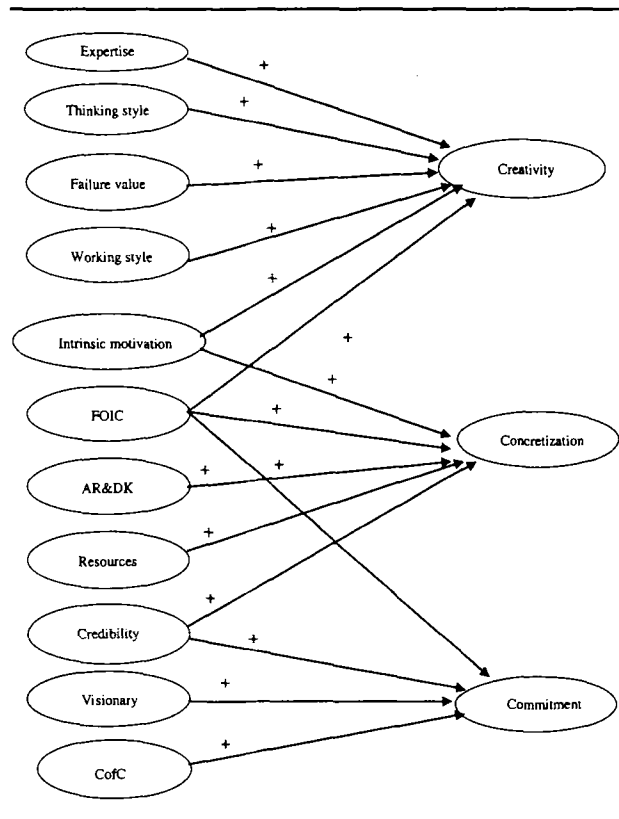 Expertise
+
Thinking style
+
Creativity
Failure value
+
Working style
+
+
Intrinsic motivation
+
+
FOIC
+
Concretization
AR&DK
+
+
Resources
+
+
Credibility
+
Visionary
+
Commitment
CofC
+